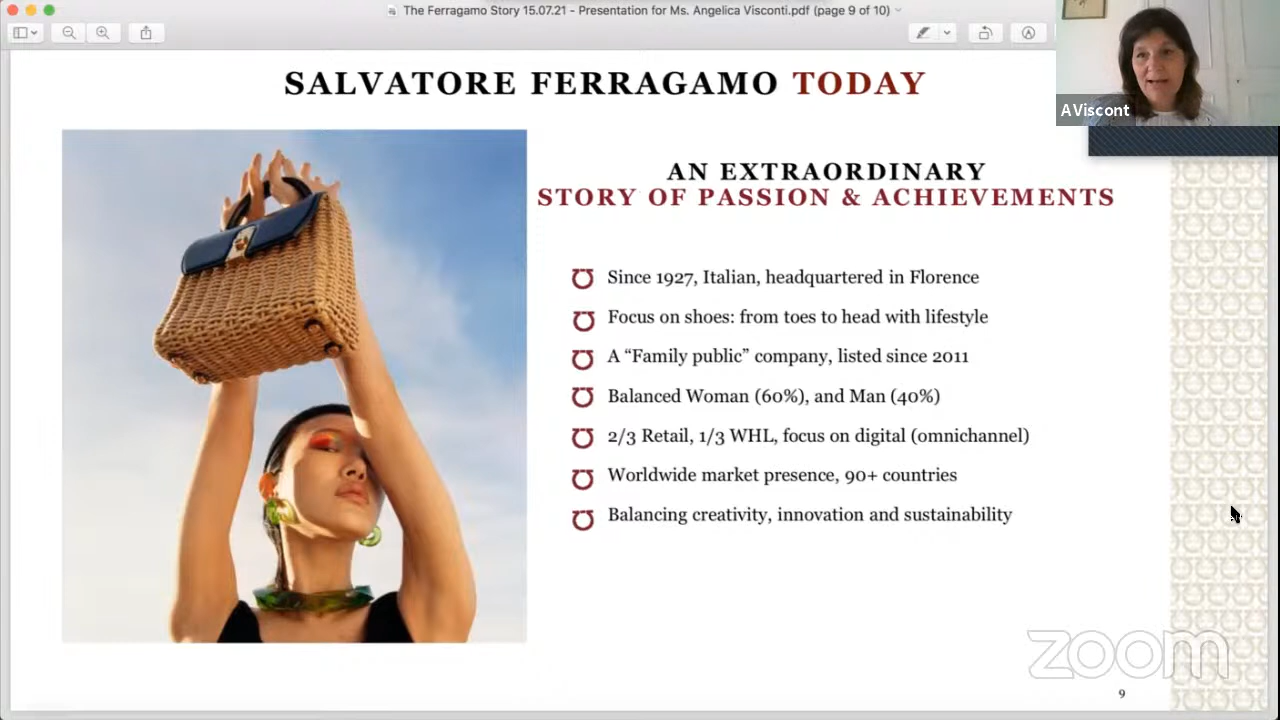 The Ferragamo Story 15.07.21 - Presentation for Ms. Angelica Visconti.pdf (page 9 of 10)
SALVATORE FERRAGAMO TODAY
A Viscont
AN EXTRAORDINARY
STORY OF PASSION & ACHIEVEMENTS
Since 1927, Italian, headquartered in Florence
Focus on shoes: from toes to head with lifestyle
A “Family public” company, listed since 2011
Balanced Woman (60%), and Man (40%)
2/3 Retail, 1/3 WHL, focus on digital (omnichannel)
Worldwide market presence, 90+ countries
Balancing creativity, innovation and sustainability
zoom
9